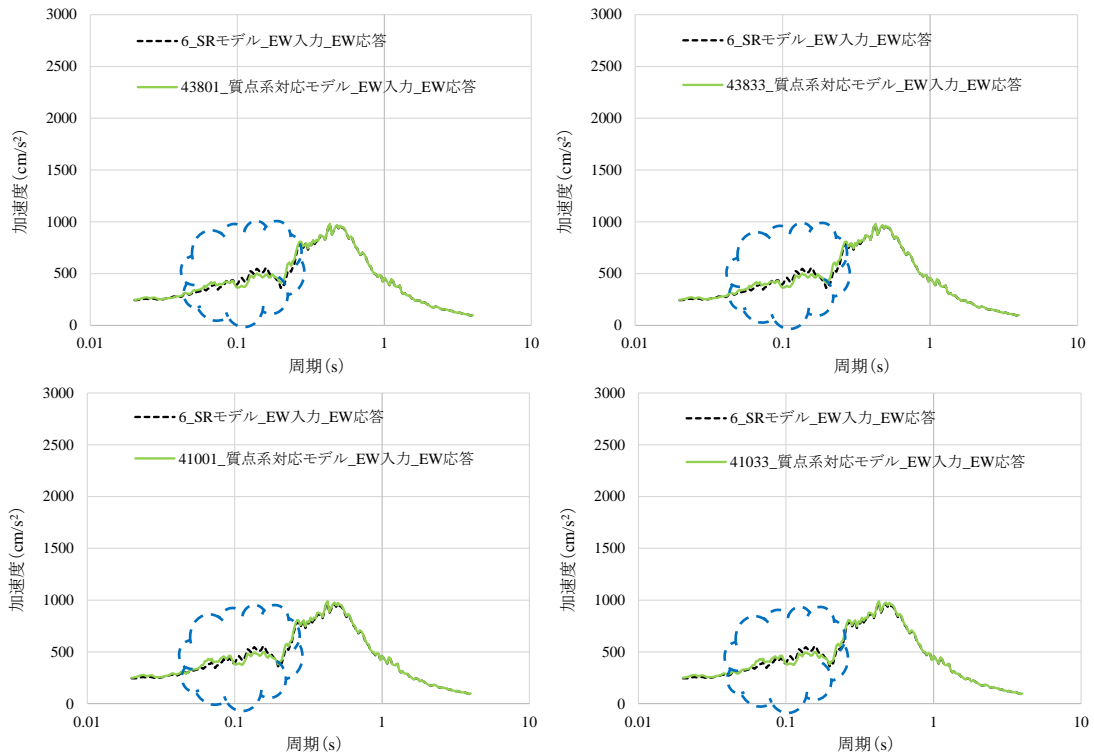 3000
2500
2000
1500
1000
500
0
加速度(cm/s²)
6_SRモデル_EW入力_EW応答
43801_質点系対応モデル_EW入力_EW応答
0.01
0.1
1
10
周期(s)
3000
2500
2000
1500
1000
500
0
加速度(cm/s²)
6_SRモデル_EW入力_EW応答
43833_質点系対応モデル_EW入力_EW応答
0.01
0.1
1
10
周期(s)
3000
2500
2000
1500
1000
500
0
加速度(cm/s²)
6_SRモデル_EW入力_EW応答
41001_質点系対応モデル_EW入力_EW応答
0.01
0.1
1
10
周期(s)
3000
2500
2000
1500
1000
500
0
加速度(cm/s²)
6_SRモデル_EW入力_EW応答
41033_質点系対応モデル_EW入力_EW応答
0.01
0.1
1
10
周期(s)